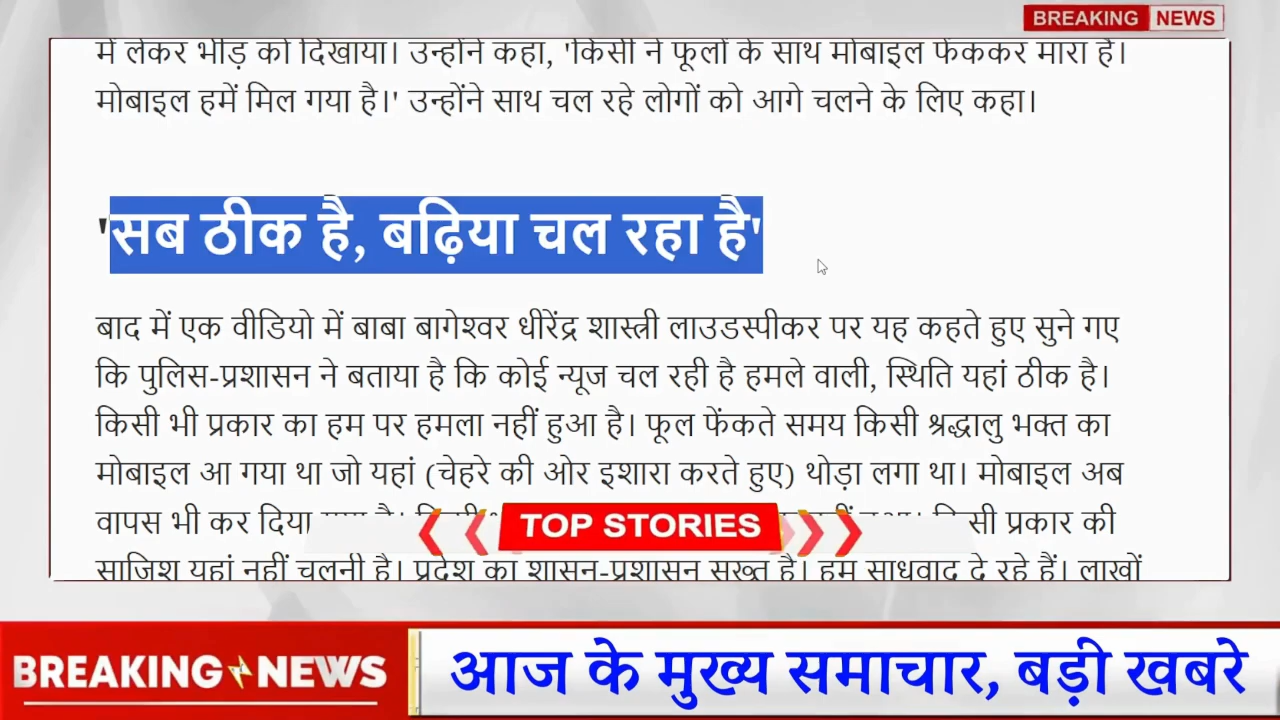 BREAKING NEWS
में लेकर भीड़ को दिखाया। उन्होंने कहा, 'किसी ने फूलों के साथ मोबाइल फेंककर मारा है।
मोबाइल हमें मिल गया है।' उन्होंने साथ चल रहे लोगों को आगे चलने के लिए कहा।
'सब ठीक है, बढ़िया चल रहा है'
बाद में एक वीडियो में बाबा बागेश्वर धीरेंद्र शास्त्री लाउडस्पीकर पर यह कहते हुए सुने गए
कि पुलिस-प्रशासन ने बताया है कि कोई न्यूज चल रही है हमले वाली, स्थिति यहां ठीक है।
किसी भी प्रकार का हम पर हमला नहीं हुआ है। फूल फेंकते समय किसी श्रद्धालु भक्त का
मोबाइल आ गया था जो यहां (चेहरे की ओर इशारा करते हुए) थोड़ा लगा था। मोबाइल अब
वापस भी कर दिया प्रकार की
TOP STORIES
साजिश यहां नहीं चलनी है। प्रदेश का शासन-प्रशासन सख्त है। हम साधुवाद दे रहे हैं। लाखों
BREAKING NEWS
आज के मुख्य समाचार, बड़ी खबरे